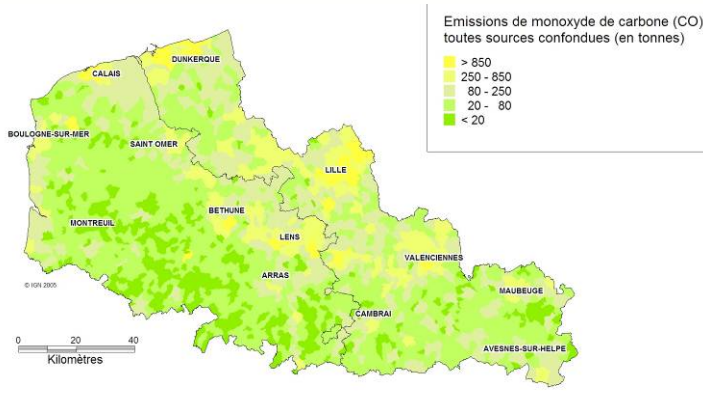 Emissions de monoxyde de carbone (CO)
toutes sources confondues (en tonnes)
> 850
250 - 850
80 - 250
20 - 80
< 20
DUNKERQUE
CALAIS
BOULOGNE-SUR-MER
SAINT OMER
LILLE
BETHUNE
MONTREUIL
LENS
VALENCIENNES
ARRAS
© IGN 2005
MAUBEUGE
CAMBRAI
AVESNES-SUR-HELPE
0 20 40
Kilomètres